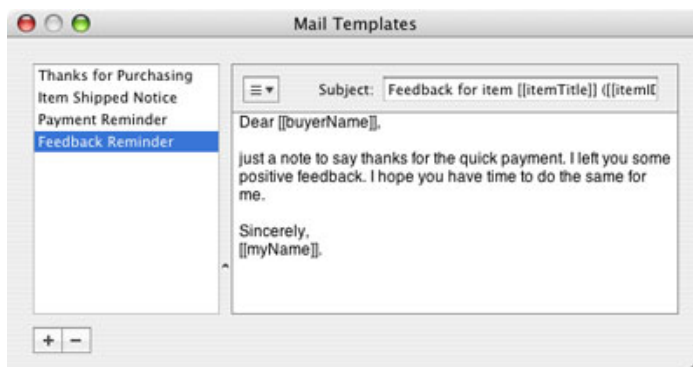 Mail Templates
Thanks for Purchasing
Item Shipped Notice
Payment Reminder
Feedback Reminder
Subject: Feedback for item [[itemTitle]] ([[itemID
Dear [[buyerName]],
just a note to say thanks for the quick payment. I left you some
positive feedback. I hope you have time to do the same for
me.
Sincerely,
[[myName]].